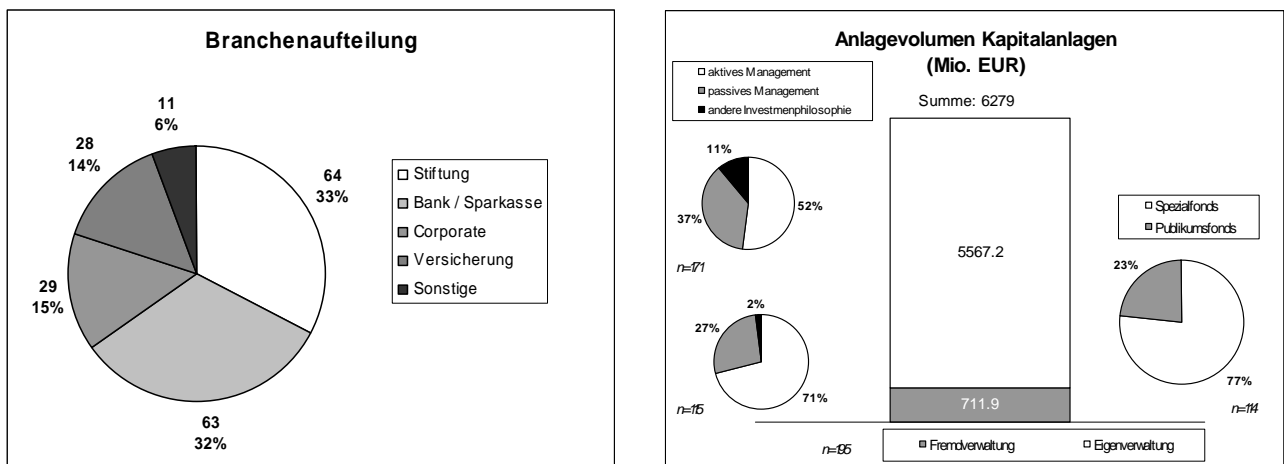 Branchenaufteilung
11
6%
28
14%
64
33%
29
15%
63
32%
Stiftung
Bank / Sparkasse
Corporate
Versicherung
Sonstige
Anlagevolumen Kapitalanlagen
(Mio. EUR)
aktives Management
passives Management
andere Investmenphilosophie
Summe: 6279
11%
37%
52%
n=171
2%
27%
71%
n=115
5567.2
711.9
Spezialfonds
Publikumsfonds
23%
77%
n=114
n=195
Fremdverwaltung
Eigenverwaltung